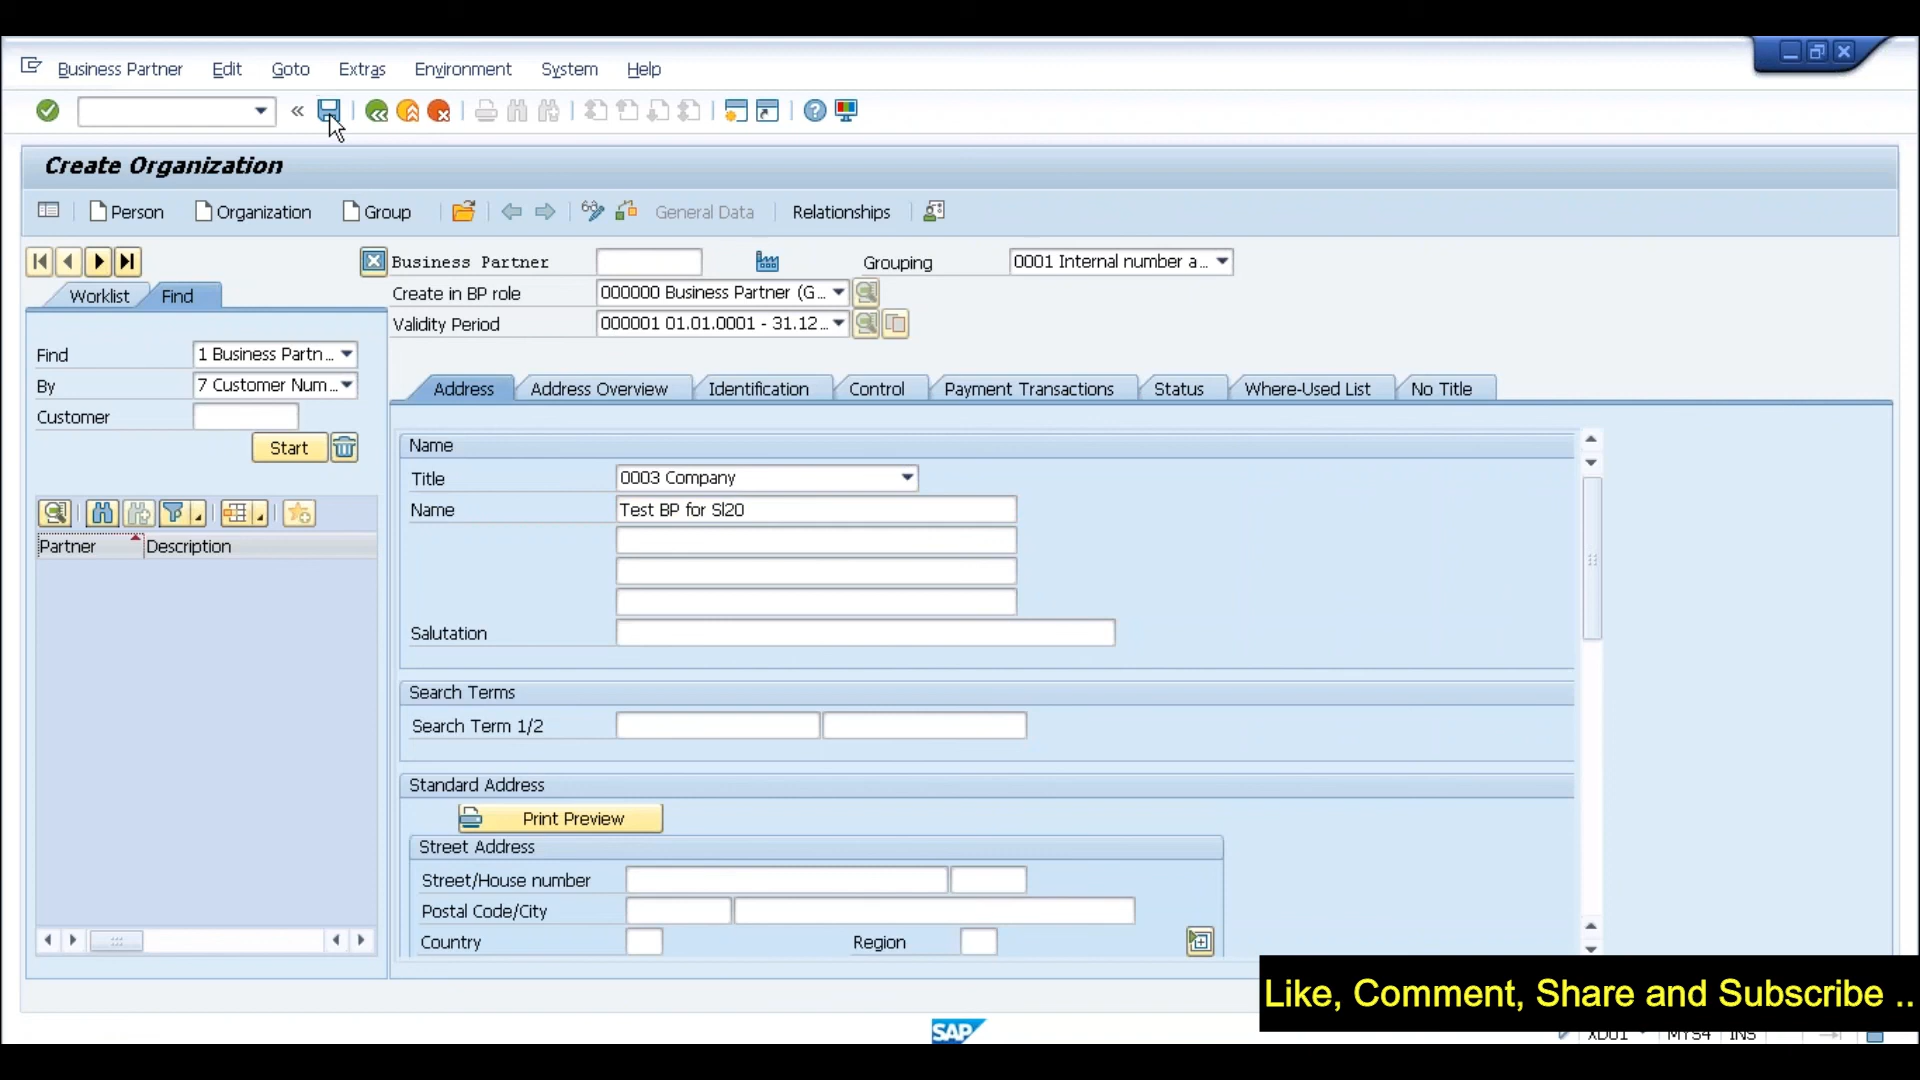 Business Partner Edit Goto Extras Environment System Help
Create Organization
Person Organization Group General Data Relationships
Business Partner Grouping 0001 Internal number a...
Worklist Find
Create in BP role 000000 Business Partner (G...
Validity Period 000001 01.01.0001 - 31.12...
Find 1 Business Partn...
By 7 Customer Num...
Customer
Start
Partner Description
Address Address Overview Identification Control Payment Transactions Status Where-Used List No Title
Name
Title 0003 Company
Name Test BP for Sl20
Salutation
Search Terms
Search Term 1/2
Standard Address
Print Preview
Street Address
Street/House number
Postal Code/City
Country Region
Like, Comment, Share and Subscribe ..
SAP
XD01 MYS4 INS